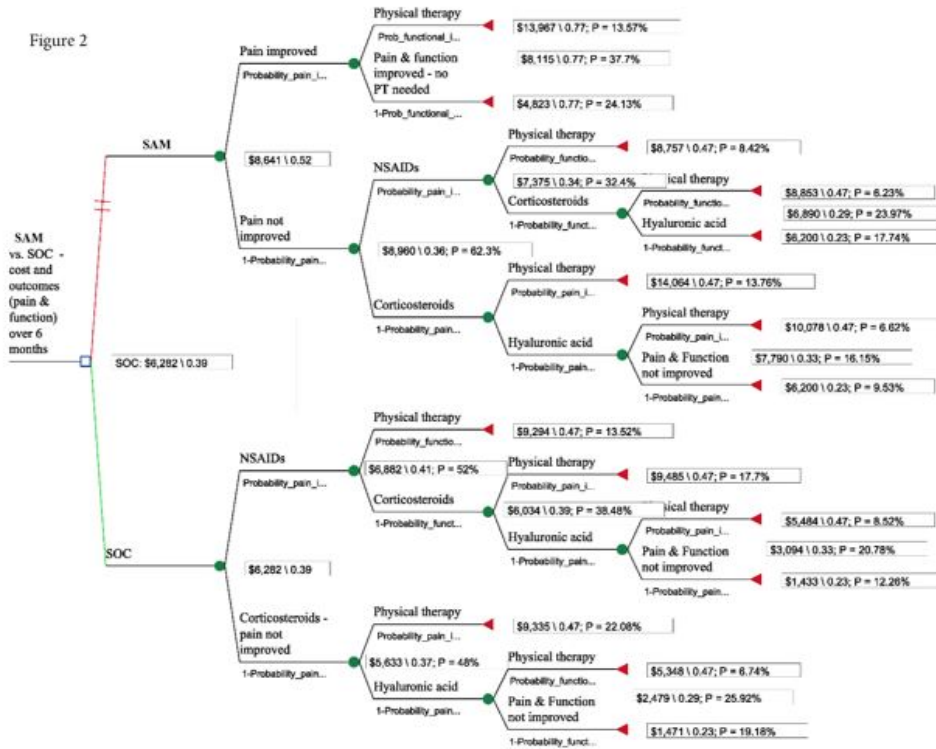 Figure 2
SAM
vs. SOC -
cost and
outcomes
(pain &
function)
over 6
months
SOC: $6,282 \ 0.39
SAM
$8,641 \ 0.52
Pain improved
Probability_pain_i...
Physical therapy
Prob_functional_i...
$13,967 \ 0.77; P = 13.57%
Pain & function
improved - no
PT needed
1-Prob_functional_...
$8,115 \ 0.77; P = 37.7%
$4,823 \ 0.77; P = 24.13%
Pain not
improved
1-Probability_pain...
$8,960 \ 0.36; P = 62.3%
NSAIDs
Probability_pain_i...
$7,375 \ 0.34; P = 32.4%
Physical therapy
Probability_functio...
$8,757 \ 0.47; P = 8.42%
Corticosteroids
1-Probability_funct...
$6,890 \ 0.29; P = 23.97%
sical therapy
Probability_functio...
$8,853 \ 0.47; P = 6.23%
Hyaluronic acid
1-Probability_funct...
$6,200 \ 0.23; P = 17.74%
Corticosteroids
1-Probability_pain...
Physical therapy
Probability_pain_i...
$14,064 \ 0.47; P = 13.76%
Hyaluronic acid
1-Probability_pain...
$7,790 \ 0.33; P = 16.15%
Physical therapy
Probability_pain_i...
$10,078 \ 0.47; P = 6.62%
Pain & Function
not improved
1-Probability_pain...
$6,200 \ 0.23; P = 9.53%
SOC
$6,282 \ 0.39
NSAIDs
Probability_pain_i...
$6,882 \ 0.41; P = 52%
Physical therapy
Probability_functio...
$9,294 \ 0.47; P = 13.52%
Corticosteroids
1-Probability_funct...
$6,034 \ 0.39; P = 38.48%
Physical therapy
Probability_pain_i...
$9,485 \ 0.47; P = 17.7%
Hyaluronic acid
1-Probability_pain...
$3,094 \ 0.33; P = 20.78%
sical therapy
Probability_pain_i...
$5,484 \ 0.47; P = 8.52%
Pain & Function
not improved
1-Probability_pain...
$1,433 \ 0.23; P = 12.26%
Corticosteroids -
pain not
improved
1-Probability_pain...
$5,633 \ 0.37; P = 48%
Physical therapy
Probability_pain_i...
$9,335 \ 0.47; P = 22.08%
Hyaluronic acid
1-Probability_pain...
$2,479 \ 0.29; P = 25.92%
Physical therapy
Probability_functio...
$5,348 \ 0.47; P = 6.74%
Pain & Function
not improved
1-Probability_funct...
$1,471 \ 0.23; P = 19.18%